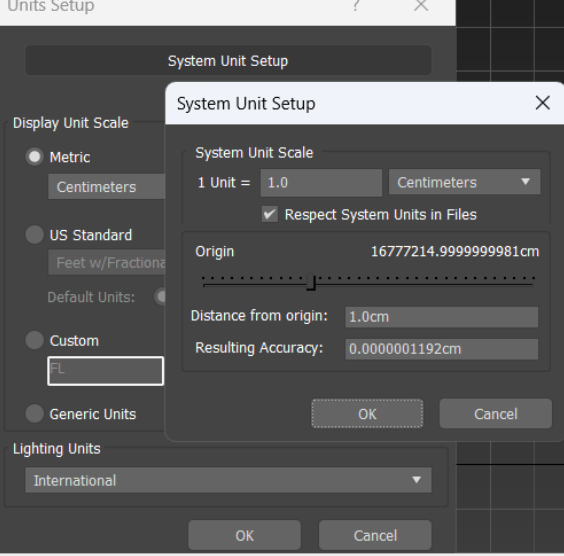 Units Setup ? ×
System Unit Setup
Display Unit Scale
Metric
Centimeters
US Standard
Feet w/Fractiona
Default Units:
Custom
FL
Generic Units
Lighting Units
International
OK Cancel
System Unit Setup ×
System Unit Scale
1 Unit = 1.0 Centimeters
Respect System Units in Files
Origin 16777214.9999999981cm
Distance from origin: 1.0cm
Resulting Accuracy: 0.0000001192cm
OK Cancel